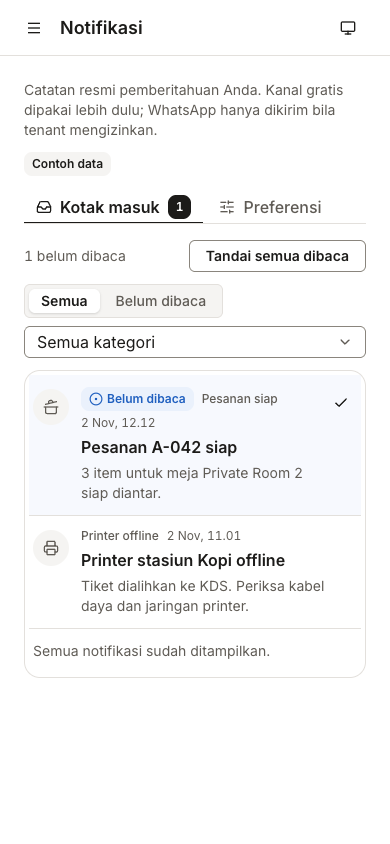 Notifikasi
Catatan resmi pemberitahuan Anda. Kanal gratis
dipakai lebih dulu; WhatsApp hanya dikirim bila
tenant mengizinkan.
Contoh data
Kotak masuk 1 Preferensi
1 belum dibaca Tandai semua dibaca
Semua Belum dibaca
Semua kategori
Belum dibaca Pesanan siap
2 Nov, 12.12
Pesanan A-042 siap
3 item untuk meja Private Room 2
siap diantar.
Printer offline 2 Nov, 11.01
Printer stasiun Kopi offline
Tiket dialihkan ke KDS. Periksa kabel
daya dan jaringan printer.
Semua notifikasi sudah ditampilkan.